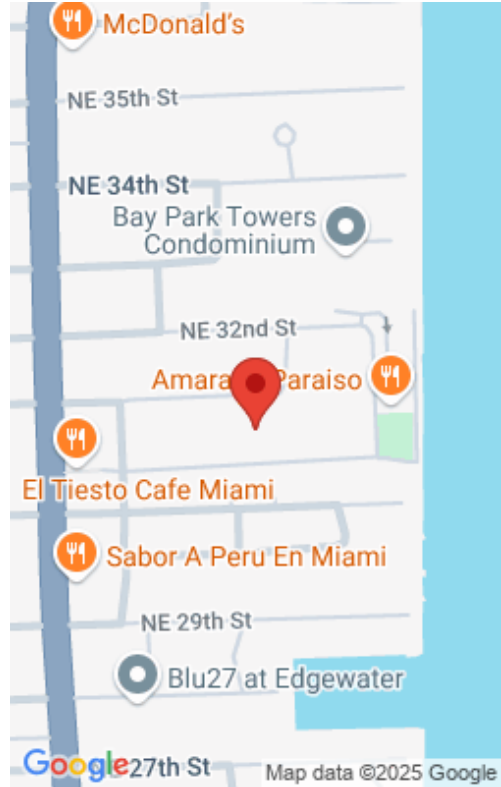 McDonald's
NE 35th St
NE 34th St
Bay Park Towers
Condominium
NE 32nd St
Amara Paraiso
El Tiesto Cafe Miami
Sabor A Peru En Miami
NE 29th St
Blu27 at Edgewater
Google
27th St
Map data ©2025 Google